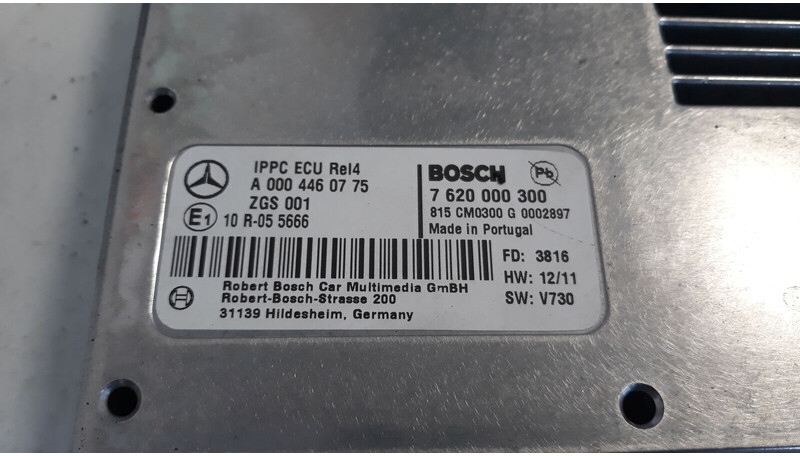 IPPC ECU Rel4
A 000 446 07 75
ZGS 001
E1 10 R-05 5666
BOSCH
Pb
7 620 000 300
815 CM0300 G 0002897
Made in Portugal
FD: 3816
HW: 12/11
SW: V730
Robert Bosch Car Multimedia GmBH
Robert-Bosch-Strasse 200
31139 Hildesheim, Germany